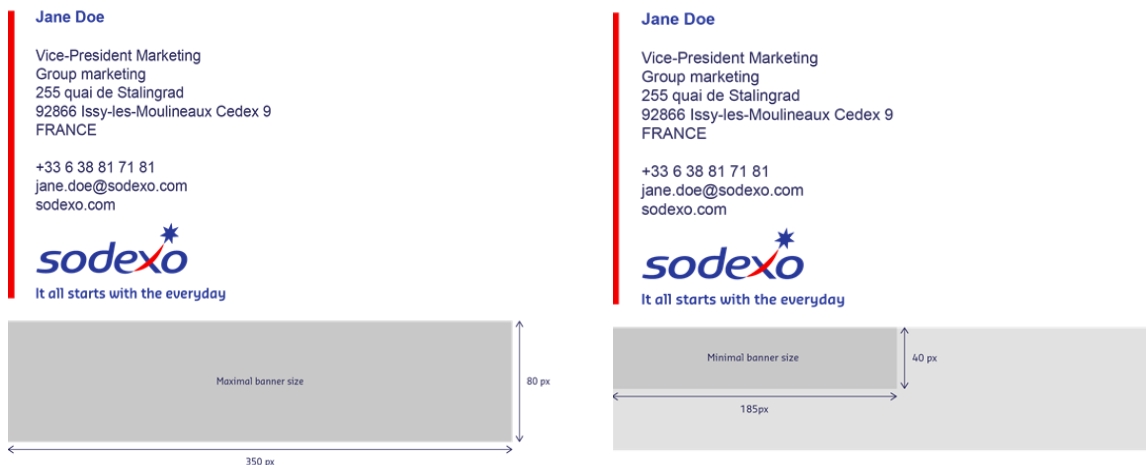 Jane Doe
Vice-President Marketing
Group marketing
255 quai de Stalingrad
92866 Issy-les-Moulineaux Cedex 9
FRANCE
+33 6 38 81 71 81
jane.doe@sodexo.com
sodexo.com
sodexo
It all starts with the everyday
Maximal banner size
80 px
350 px
Jane Doe
Vice-President Marketing
Group marketing
255 quai de Stalingrad
92866 Issy-les-Moulineaux Cedex 9
FRANCE
+33 6 38 81 71 81
jane.doe@sodexo.com
sodexo.com
sodexo
It all starts with the everyday
Minimal banner size
40 px
185px